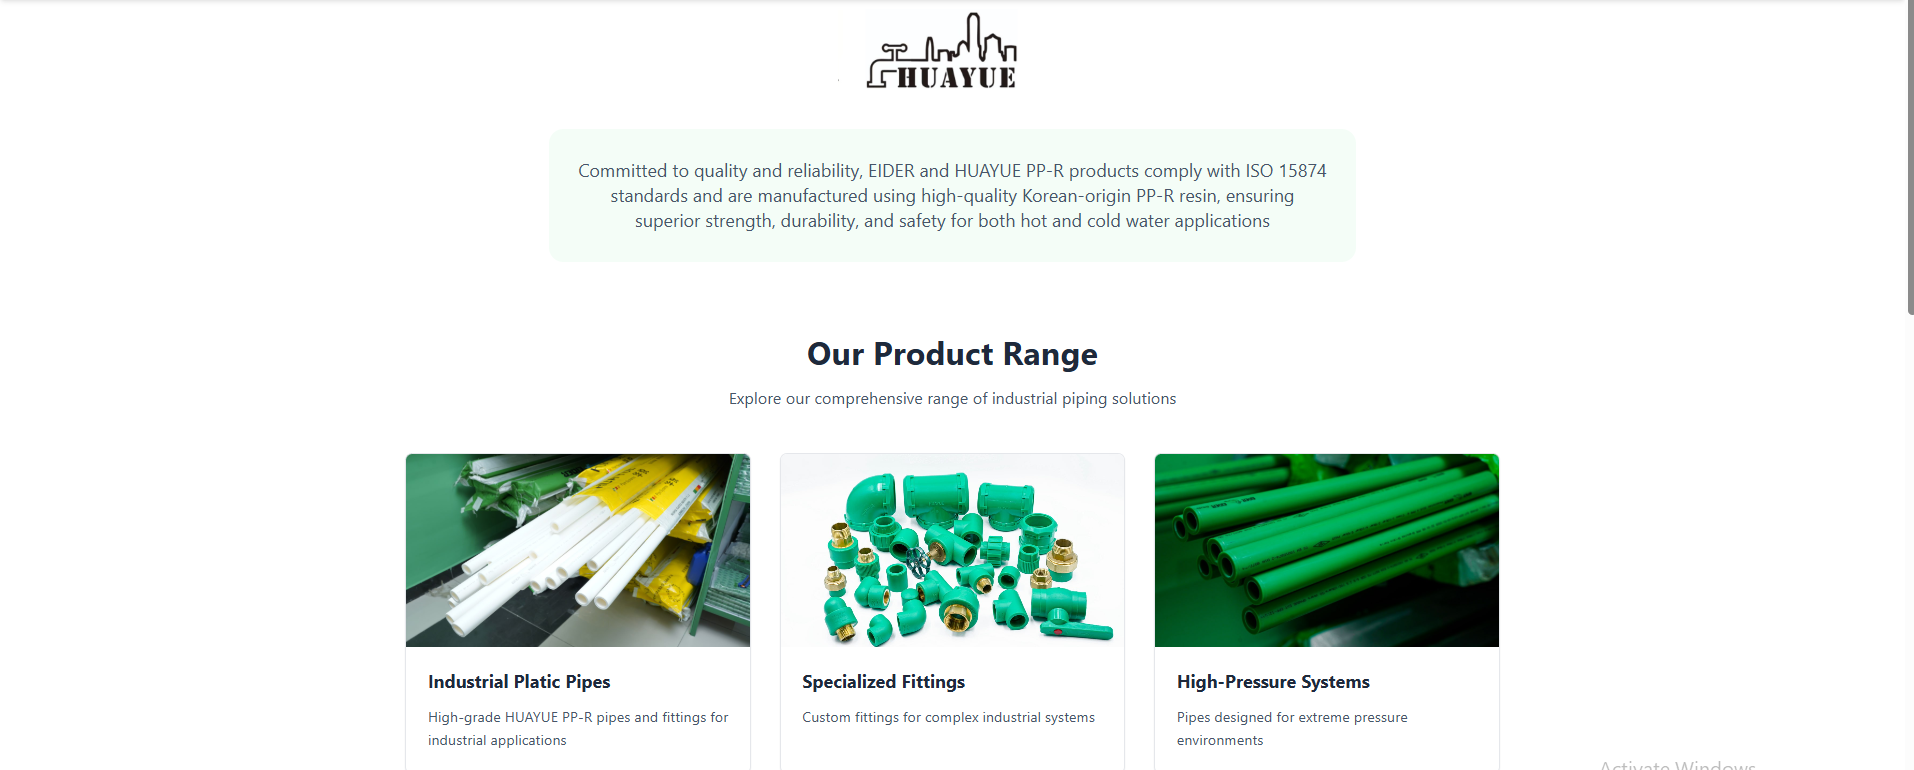 HUAYUE
Committed to quality and reliability, EIDER and HUAYUE PP-R products comply with ISO 15874
standards and are manufactured using high-quality Korean-origin PP-R resin, ensuring
superior strength, durability, and safety for both hot and cold water applications
Our Product Range
Explore our comprehensive range of industrial piping solutions
Industrial Platic Pipes
High-grade HUAYUE PP-R pipes and fittings for
industrial applications
Specialized Fittings
Custom fittings for complex industrial systems
High-Pressure Systems
Pipes designed for extreme pressure
environments
Activate Windows